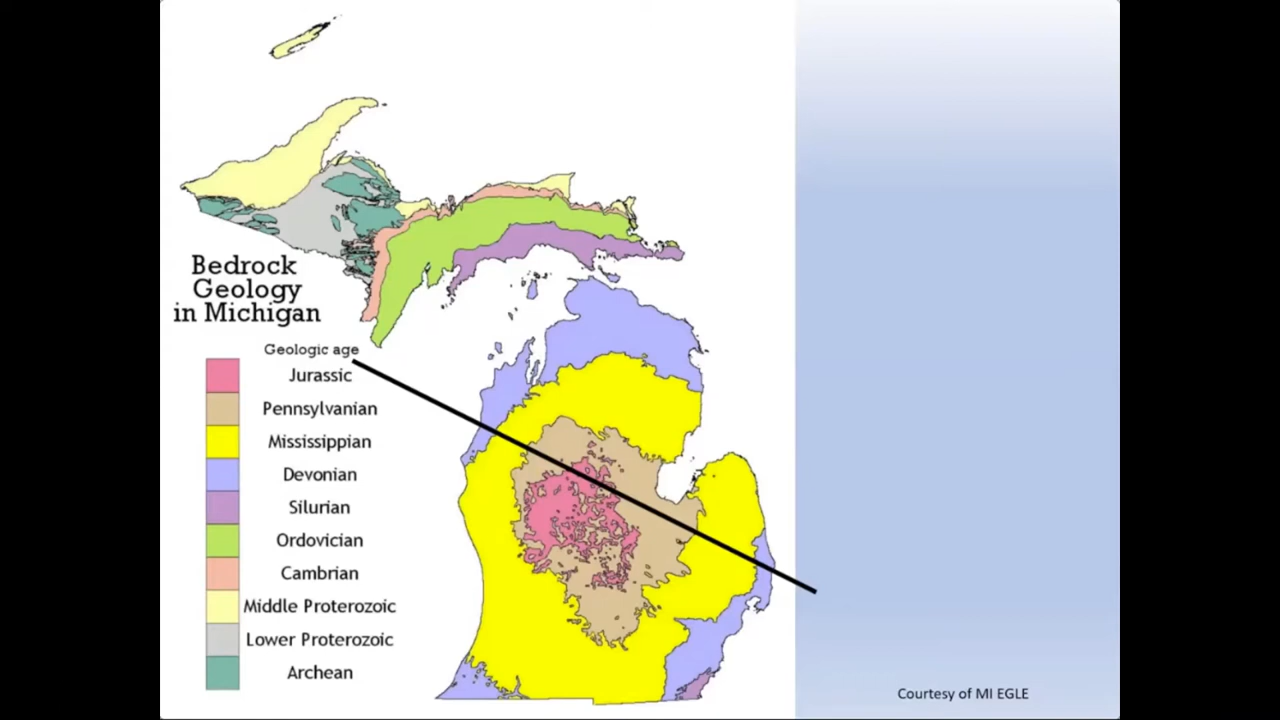 Bedrock
Geology
in Michigan
Geologic age
Jurassic
Pennsylvanian
Mississippian
Devonian
Silurian
Ordovician
Cambrian
Middle Proterozoic
Lower Proterozoic
Archean
Courtesy of MI EGLE